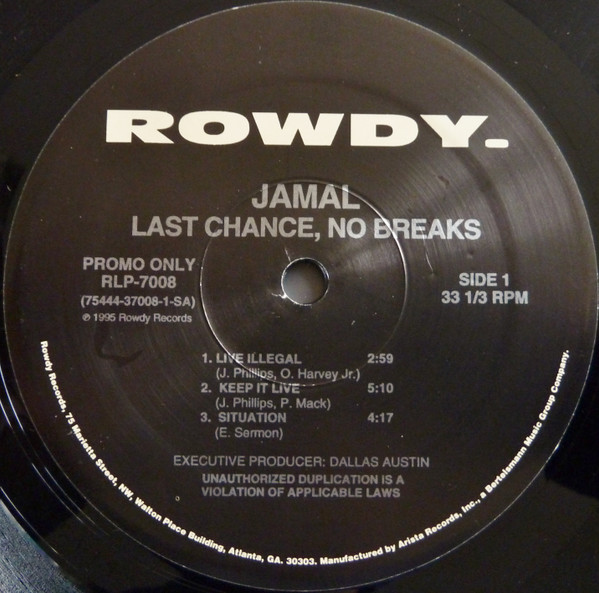 ROWDY.
JAMAL
LAST CHANCE, NO BREAKS
PROMO ONLY
RLP-7008
(75444-37008-1-SA)
℗ 1995 Rowdy Records
SIDE 1
33 1/3 RPM
1. LIVE ILLEGAL 2:59
(J. Phillips, O. Harvey Jr.)
2. KEEP IT LIVE 5:10
(J. Phillips, P. Mack)
3. SITUATION 4:17
(E. Sermon)
EXECUTIVE PRODUCER: DALLAS AUSTIN
UNAUTHORIZED DUPLICATION IS A
VIOLATION OF APPLICABLE LAWS
Rowdy Records, 75 Marietta Street, NW, Walton Place Building, Atlanta, GA. 30303. Manufactured by Arista Records, Inc., a Bertelsmann Music Group Company.